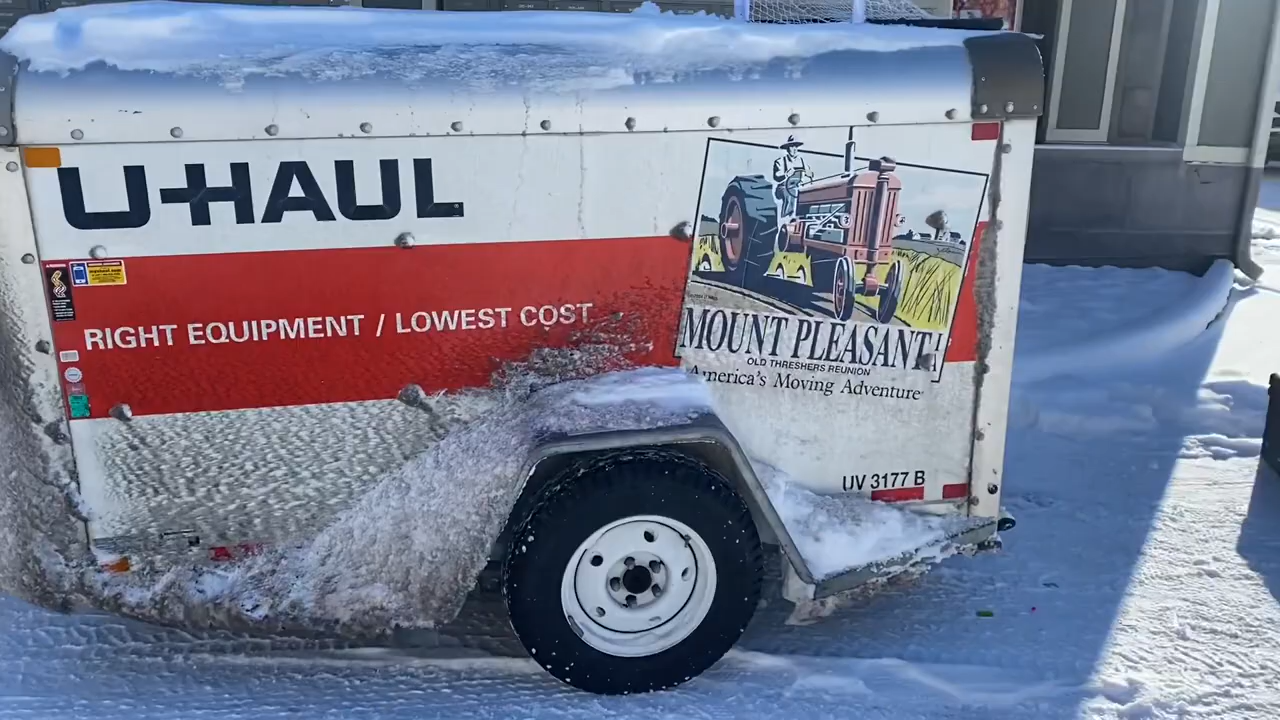 U-HAUL
RIGHT EQUIPMENT / LOWEST COST
MOUNT PLEASANT!
OLD THRESHERS REUNION
America's Moving Adventure
UV 3177 B